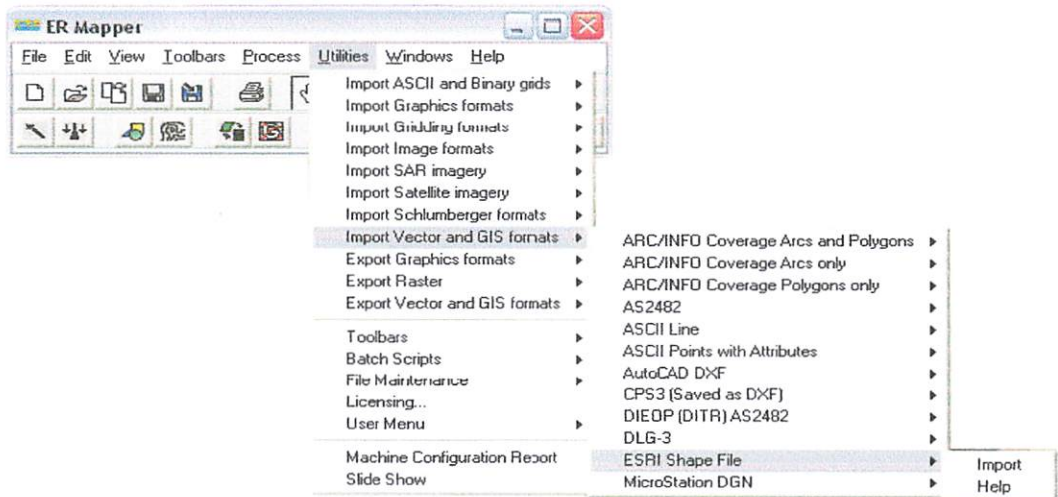 ER Mapper
File Edit View Toolbars Process Utilities Windows Help
Import ASCII and Binary grids
Import Graphics formats
Import Gridding formats
Import Image formats
Import SAR imagery
Import Satellite imagery
Import Schlumberger formats
Import Vector and GIS formats
Export Graphics formats
Export Raster
Export Vector and GIS formats
Toolbars
Batch Scripts
File Maintenance
Licensing...
User Menu
Machine Configuration Report
Slide Show
ARC/INFO Coverage Arcs and Polygons
ARC/INFO Coverage Arcs only
ARC/INFO Coverage Polygons only
AS2482
ASCII Line
ASCII Points with Attributes
AutoCAD DXF
CPS3 (Saved as DXF)
DIEOP (DITR) AS2482
DLG-3
ESRI Shape File
MicroStation DGN
Import
Help